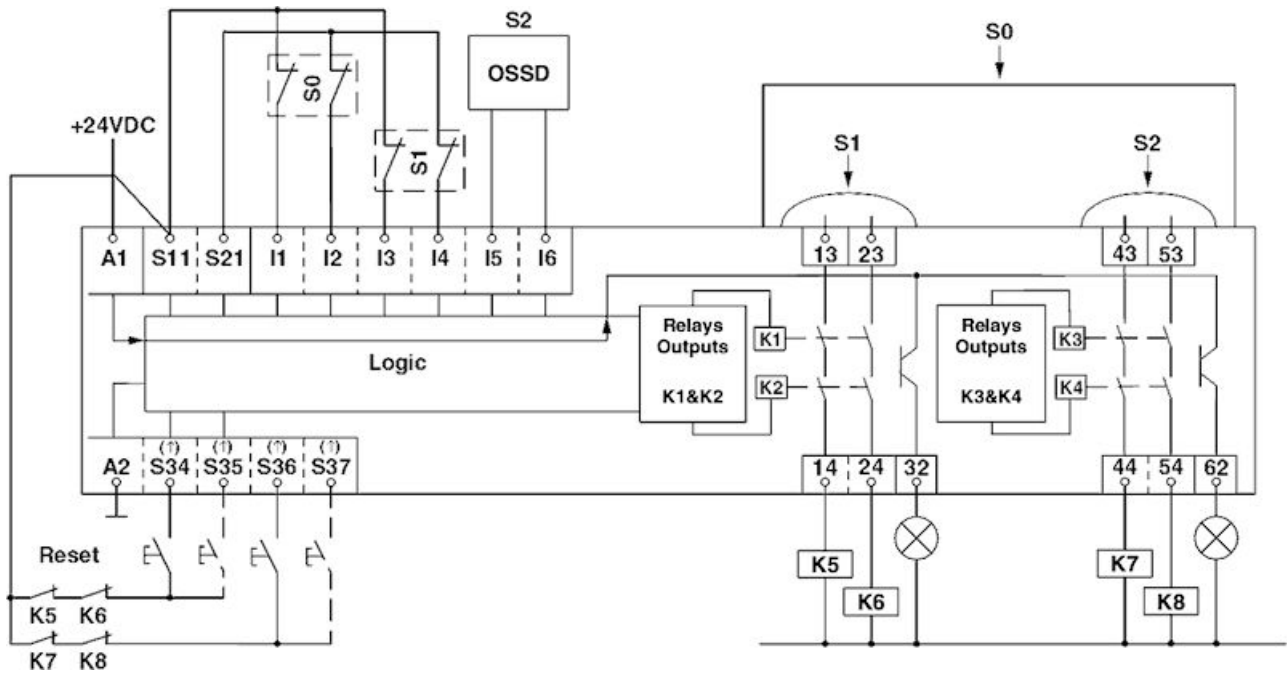 S2
S0
OSSD
S0
+24VDC
S1
S1
S2
A1 S11 S21 I1 I2 I3 I4 I5 I6
13 23
43 53
Relays
Outputs
K1&K2
K1
K2
Relays
Outputs
K3&K4
K3
K4
Logic
(↑) (↑) (↑) (↑)
A2 S34 S35 S36 S37
14 24 32
44 54 62
Reset
K5
K6
K7
K8
K5 K6
K7 K8